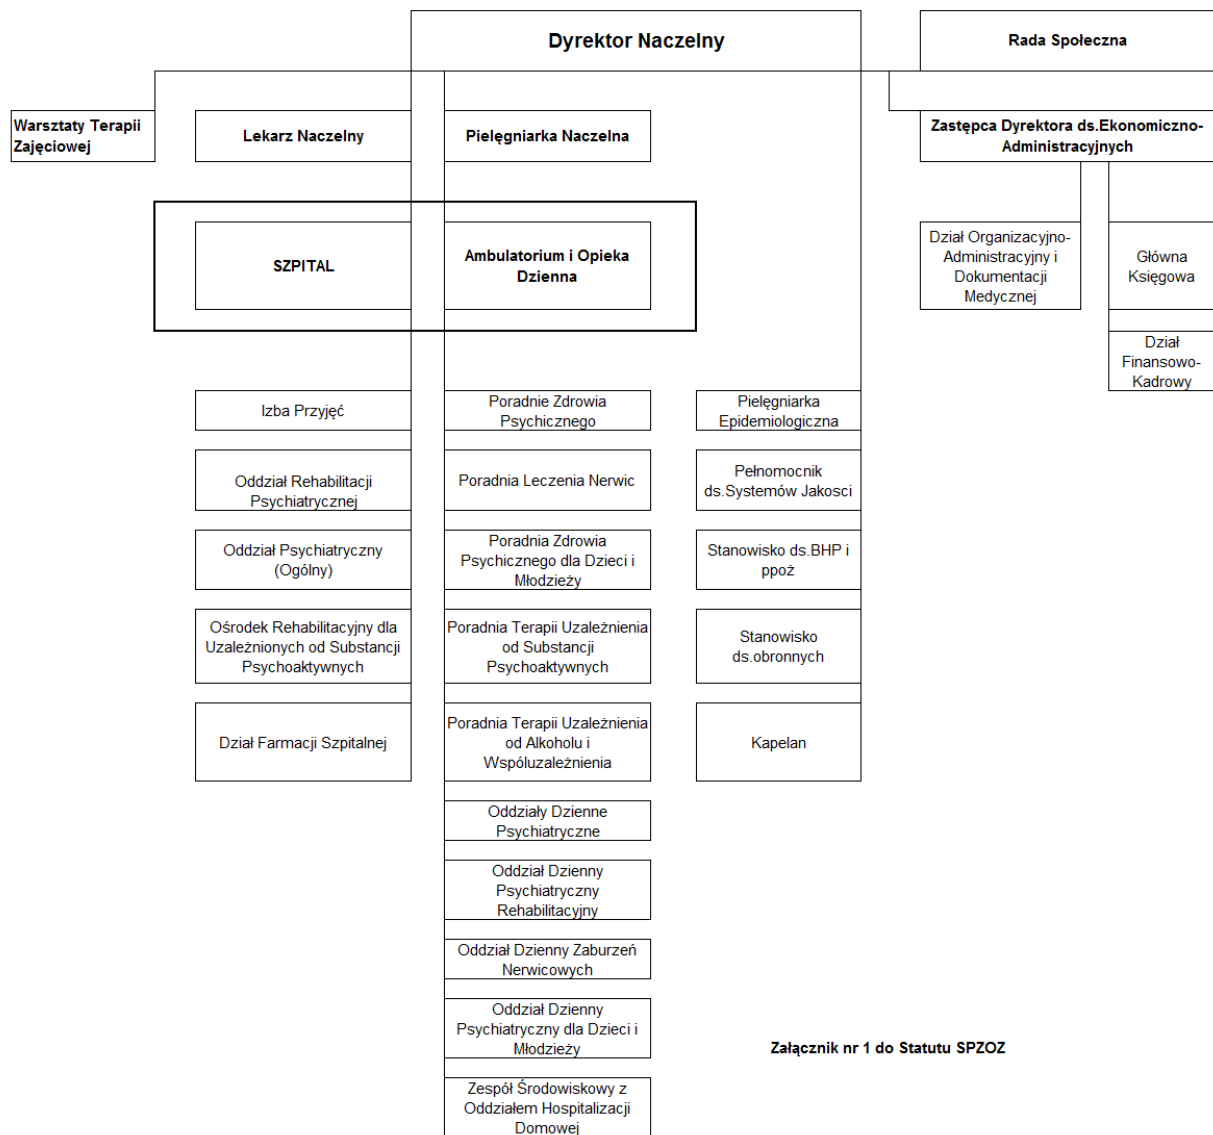 Dyrektor Naczelny
Rada Społeczna
Warsztaty Terapii
Zajęciowej
Lekarz Naczelny
Pielęgniarka Naczelna
Zastępca Dyrektora ds.Ekonomiczno-
Administracyjnych
SZPITAL
Ambulatorium i Opieka
Dzienna
Dział Organizacyjno-
Administracyjny i
Dokumentacji
Medycznej
Główna
Księgowa
Dział
Finansowo-
Kadrowy
Izba Przyjęć
Poradnie Zdrowia
Psychicznego
Pielęgniarka
Epidemiologiczna
Oddział Rehabilitacji
Psychiatrycznej
Poradnia Leczenia Nerwic
Pełnomocnik
ds.Systemów Jakosci
Oddział Psychiatryczny
(Ogólny)
Poradnia Zdrowia
Psychicznego dla Dzieci i
Młodzieży
Stanowisko ds.BHP i
ppoż
Ośrodek Rehabilitacyjny dla
Uzależnionych od Substancji
Psychoaktywnych
Poradnia Terapii Uzależnienia
od Substancji
Psychoaktywnych
Stanowisko
ds.obronnych
Dział Farmacji Szpitalnej
Poradnia Terapii Uzależnienia
od Alkoholu i
Wspóluzależnienia
Kapelan
Oddziały Dzienne
Psychiatryczne
Oddział Dzienny
Psychiatryczny
Rehabilitacyjny
Oddział Dzienny Zaburzeń
Nerwicowych
Oddział Dzienny
Psychiatryczny dla Dzieci i
Młodzieży
Załącznik nr 1 do Statutu SPZOZ
Zespół Środowiskowy z
Oddziałem Hospitalizacji
Domowej